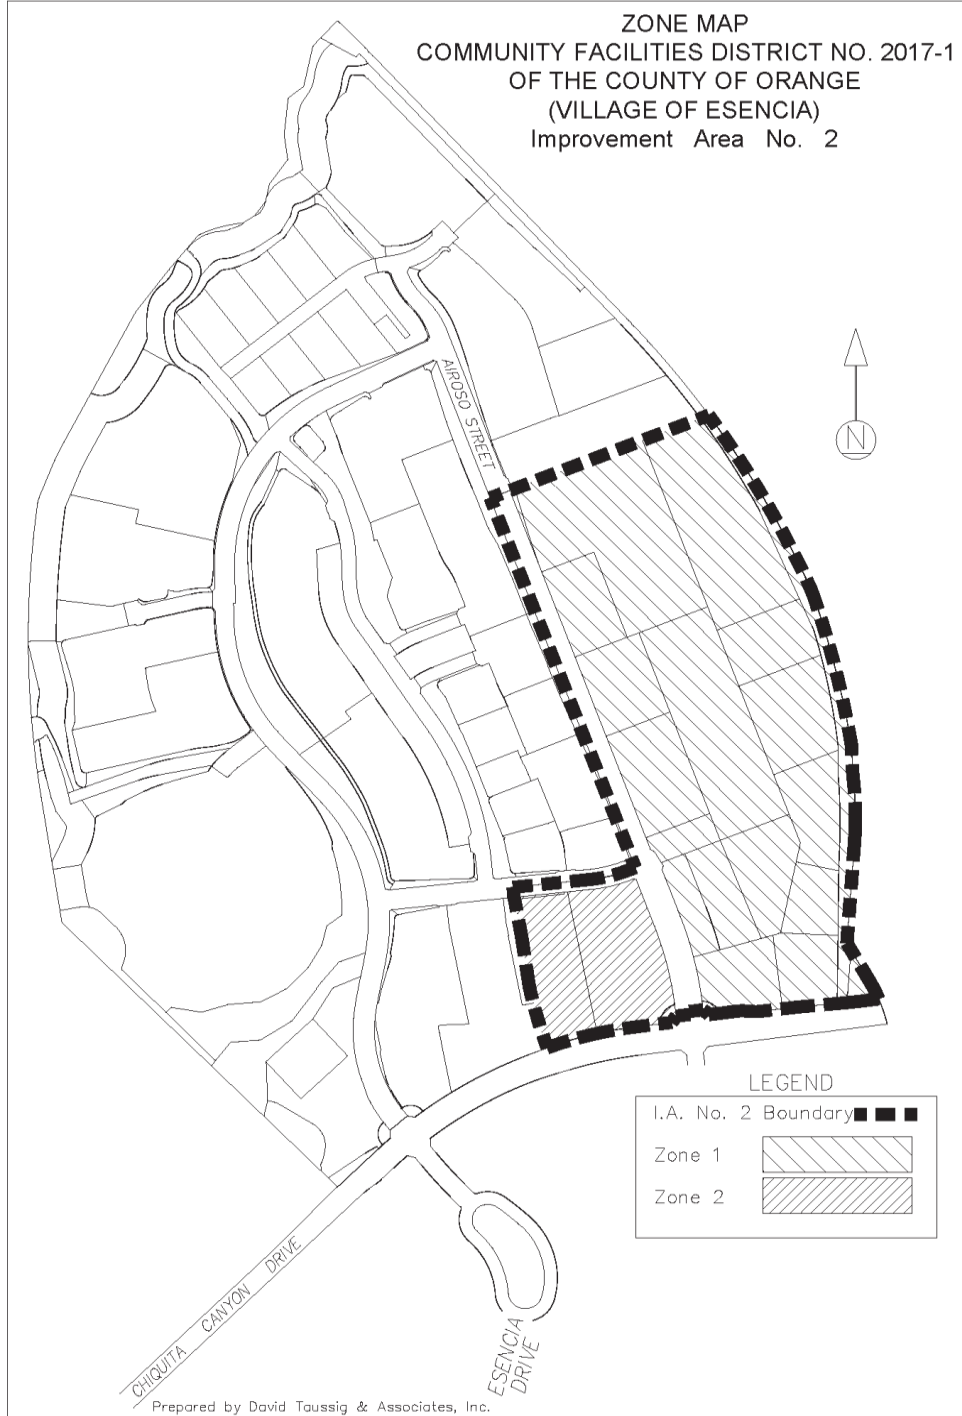 ZONE MAP
COMMUNITY FACILITIES DISTRICT NO. 2017-1
OF THE COUNTY OF ORANGE
(VILLAGE OF ESENCIA)
Improvement Area No. 2
AIROSO STREET
N
LEGEND
I.A. No. 2 Boundary
Zone 1
Zone 2
CHIQUITA CANYON DRIVE
ESENCIA
DRIVE
Prepared by David Taussig & Associates, Inc.